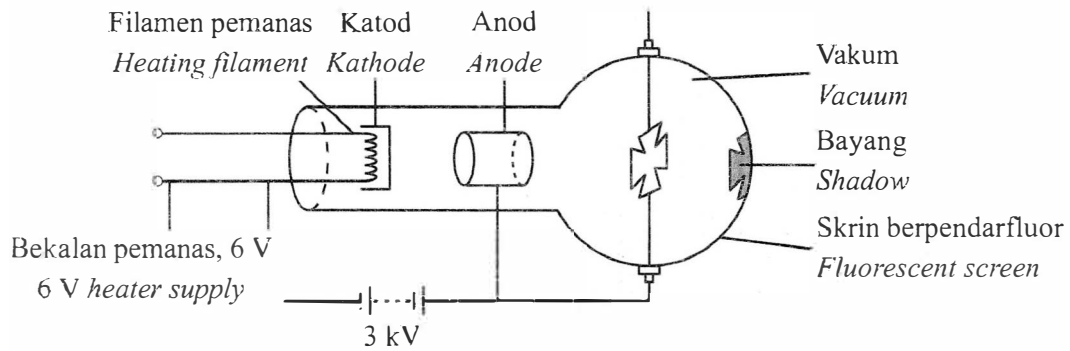 Filamen pemanas
Heating filament
Katod
Kathode
Anod
Anode
Vakum
Vacuum
Bayang
Shadow
Skrin berpendarfluor
Fluorescent screen
Bekalan pemanas, 6 V
6 V heater supply
3 kV